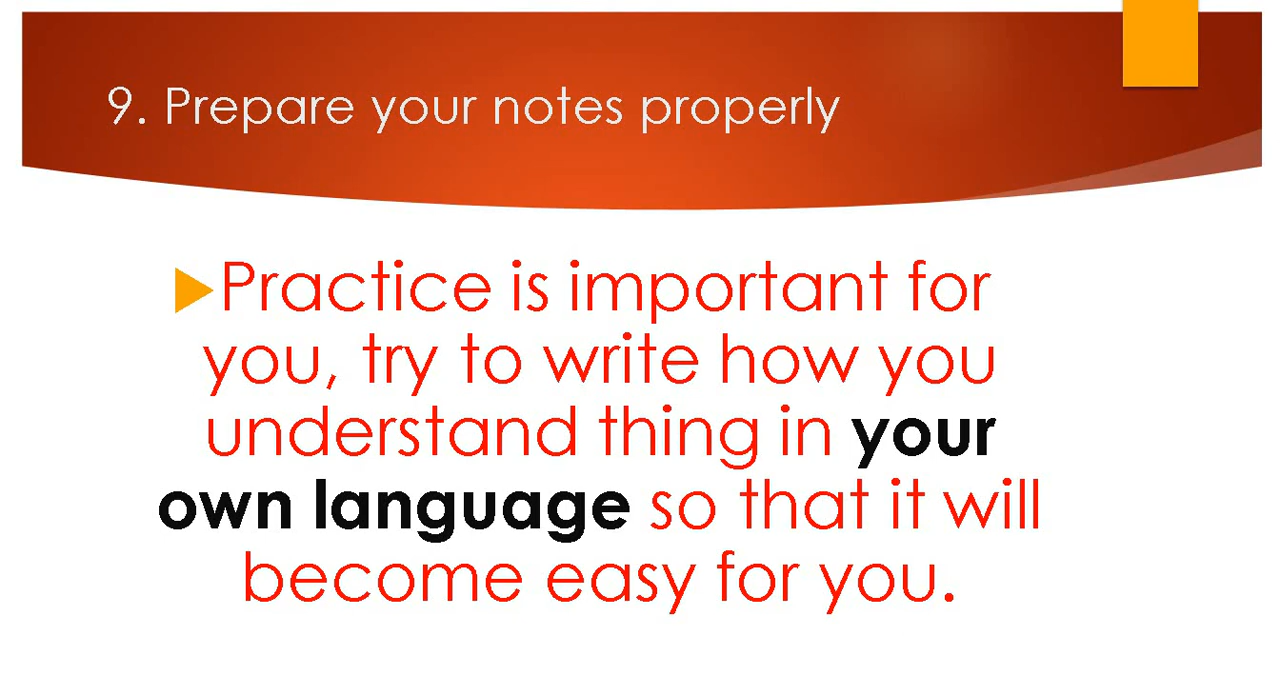 9. Prepare your notes properly
Practice is important for
you, try to write how you
understand thing in your
own language so that it will
become easy for you.